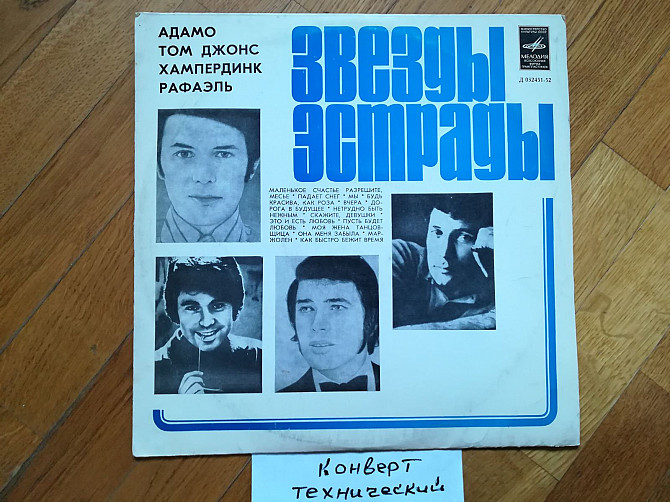 АДАМО
ТОМ ДЖОНС
ХАМПЕРДИНК
РАФАЭЛЬ
ЗВЕЗДЫ
ЭСТРАДЫ
МЕЛОДИЯ
Д 032451-52
МАЛЕНЬКОЕ СЧАСТЬЕ РАЗРЕШИТЕ,
МЕСЬЕ * ПАДАЕТ СНЕГ * МЫ * БУДЬ
КРАСИВА, КАК РОЗА * ВЧЕРА * ДО-
РОГА В БУДУЩЕЕ * НЕТРУДНО БЫТЬ
НЕЖНЫМ * СКАЖИТЕ, ДЕВУШКИ *
ЭТО И ЕСТЬ ЛЮБОВЬ * ПУСТЬ БУДЕТ
ЛЮБОВЬ * МОЯ ЖЕНА ТАНЦОВ-
ЩИЦА * ОНА МЕНЯ ЗАБЫЛА * МАР-
ЖОЛЕН * КАК БЫСТРО БЕЖИТ ВРЕМЯ
Конверт
технический